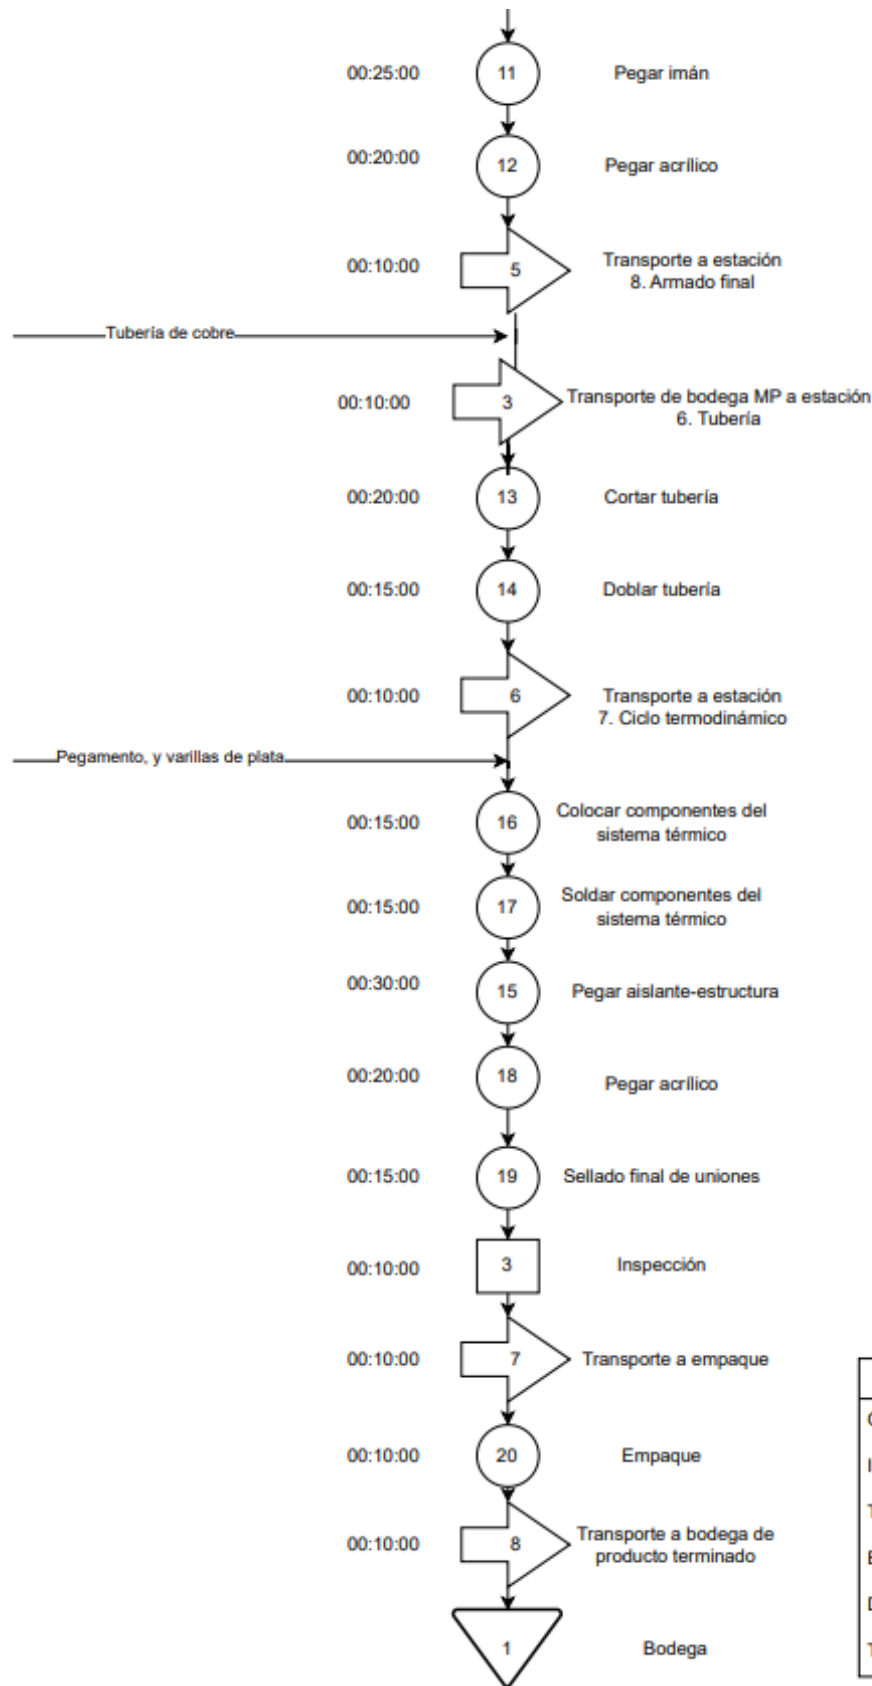 00:25:00 11 Pegar imán
00:20:00 12 Pegar acrílico
00:10:00 5 Transporte a estación
8. Armado final
Tubería de cobre
00:10:00 3 Transporte de bodega MP a estación
6. Tubería
00:20:00 13 Cortar tubería
00:15:00 14 Doblar tubería
00:10:00 6 Transporte a estación
7. Ciclo termodinámico
Pegamento, y varillas de plata
00:15:00 16 Colocar componentes del
sistema térmico
00:15:00 17 Soldar componentes del
sistema térmico
00:30:00 15 Pegar aislante-estructura
00:20:00 18 Pegar acrílico
00:15:00 19 Sellado final de uniones
00:10:00 3 Inspección
00:10:00 7 Transporte a empaque
00:10:00 20 Empaque
00:10:00 8 Transporte a bodega de
producto terminado
1 Bodega